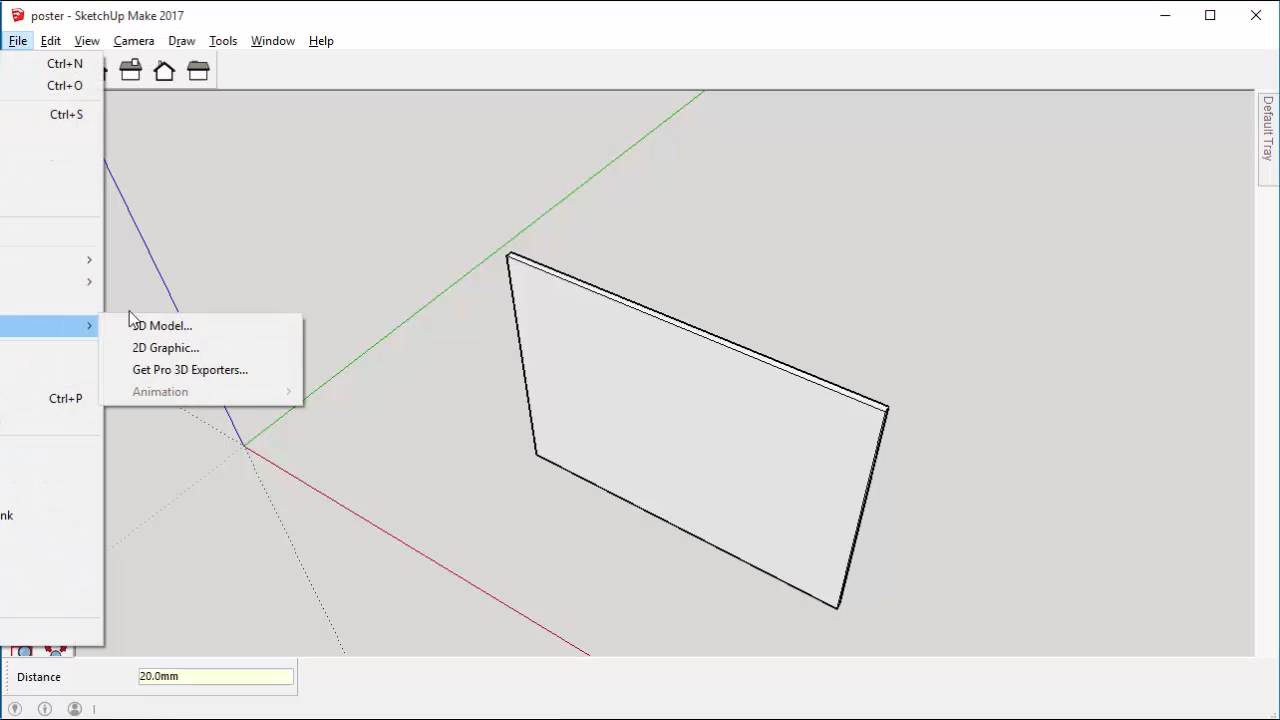 poster - SketchUp Make 2017
File Edit View Camera Draw Tools Window Help
Ctrl+N
Ctrl+O
Ctrl+S
Default Tray
3D Model...
2D Graphic...
Get Pro 3D Exporters...
Animation
Ctrl+P
nk
Distance 20.0mm